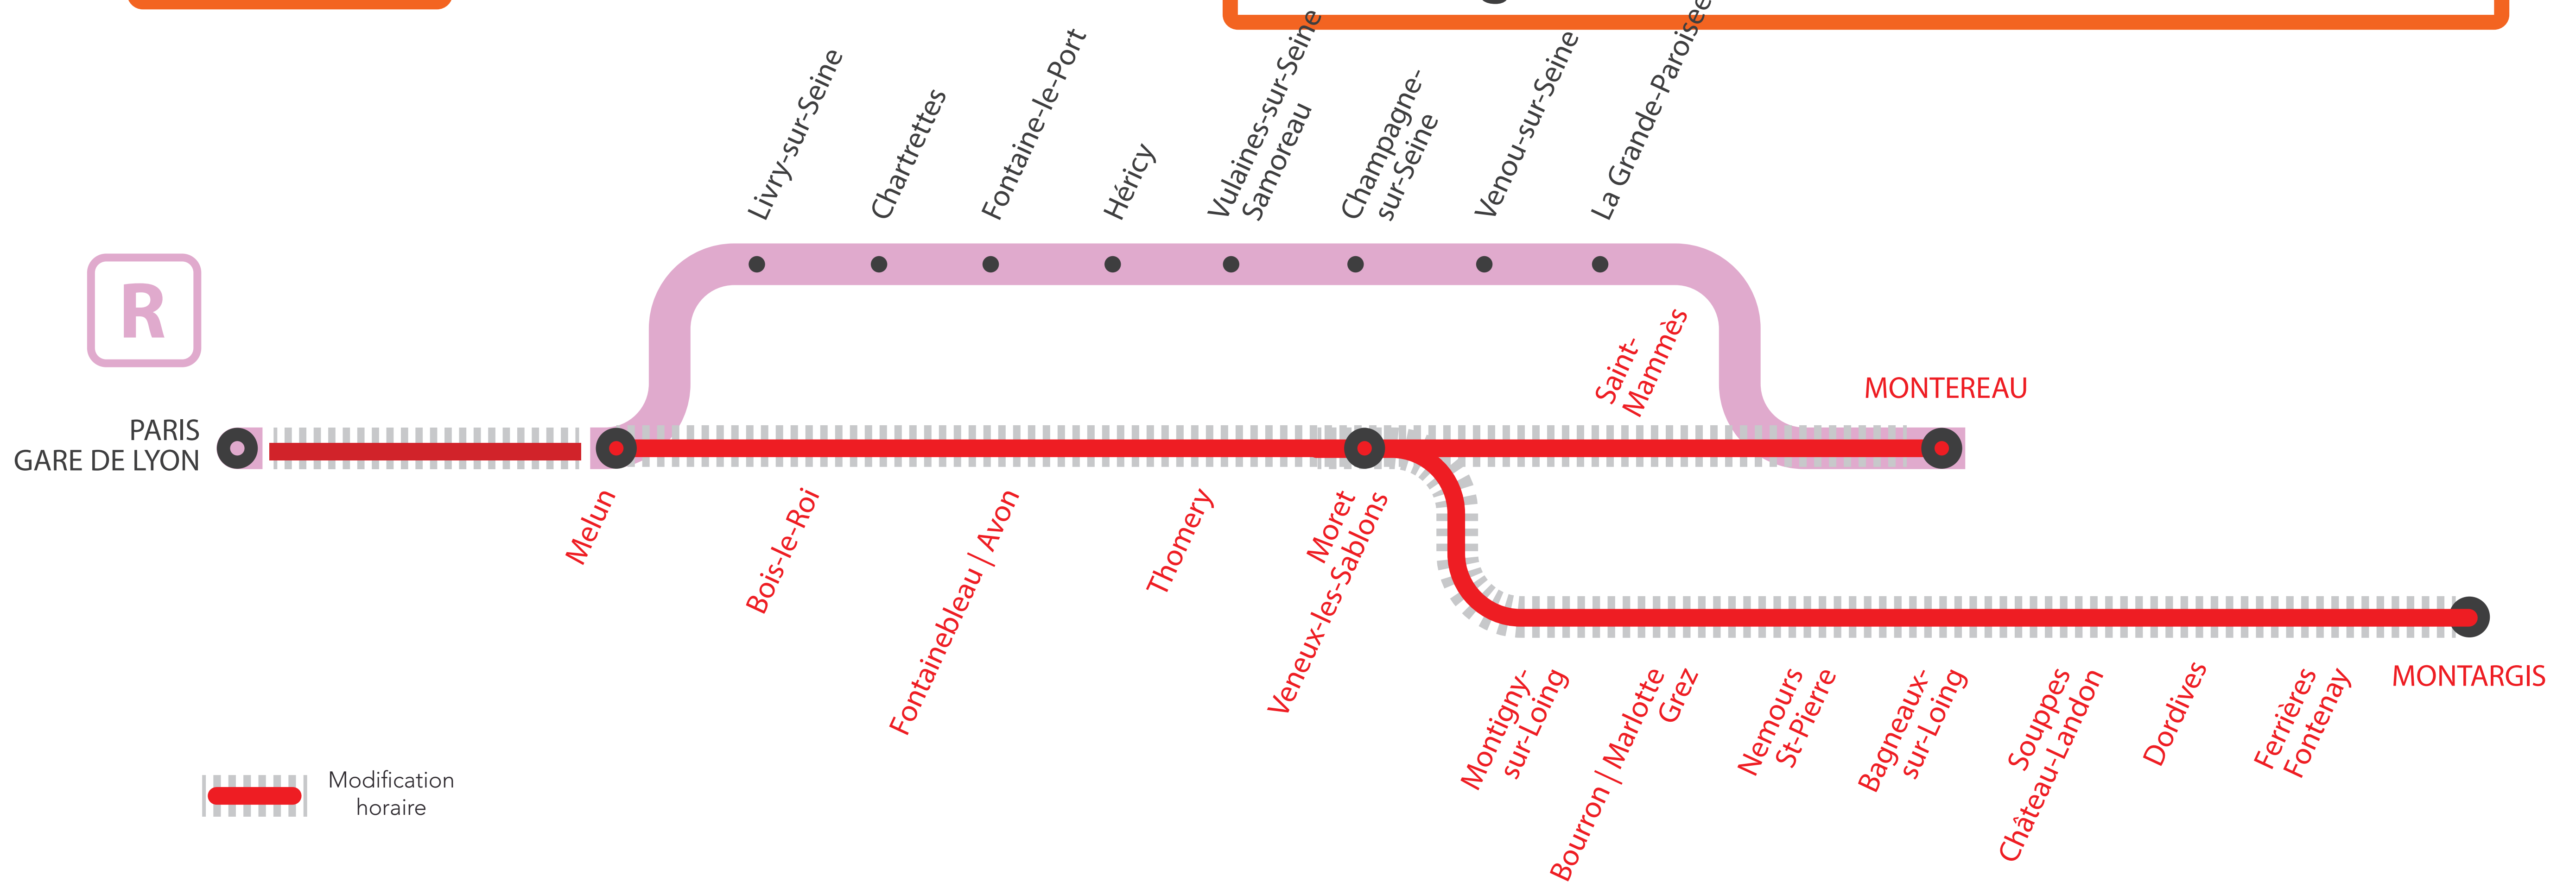 Livry-sur-Seine
Chartrettes
Fontaine-le-Port
Héricy
Vulaines-sur-Seine
Samoreau
Champagne-
sur-Seine
Venou-sur-Seine
La Grande-Paroisee
R
Saint-
Mammès
MONTEREAU
PARIS
GARE DE LYON
Melun
Bois-le-Roi
Fontainebleau | Avon
Thomery
Moret
Veneux-les-Sablons
Montigny-
sur-Loing
Bourron | Marlotte
Grez
Nemours
St-Pierre
Bagneaux-
sur-Loing
Souppes
Château-Landon
Dordives
Ferrières
Fontenay
MONTARGIS
Modification
horaire